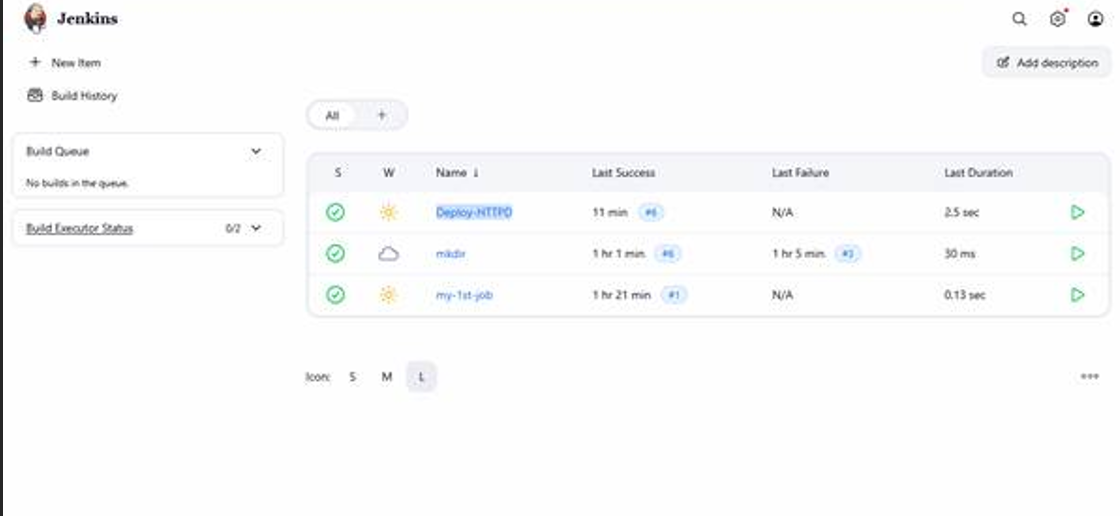 Jenkins
New Item
Add description
Build History
All +
Build Queue
No builds in the queue.
S W Name ↓ Last Success Last Failure Last Duration
Deploy-HTTPD 11 min #6 N/A 2.5 sec
Build Executor Status 0/2
mkdir 1 hr 1 min #6 1 hr 5 min 30 ms
my-1st-job 1 hr 21 min #1 N/A 0.13 sec
Icon: S M L